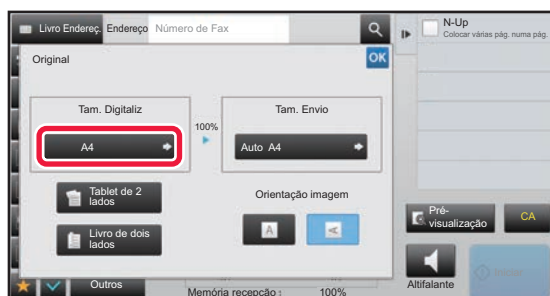 Livro Endereç. Endereço Número de Fax
N-Up
Colocar várias pág. numa pág.
Original
OK
Tam. Digitaliz
A4
100%
Tam. Envio
Auto A4
Tablet de 2
lados
Livro de dois
lados
Orientação imagem
A
A
Pré-
visualização
CA
Outros
Memória recepção :
100%
Altifalante
Iniciar